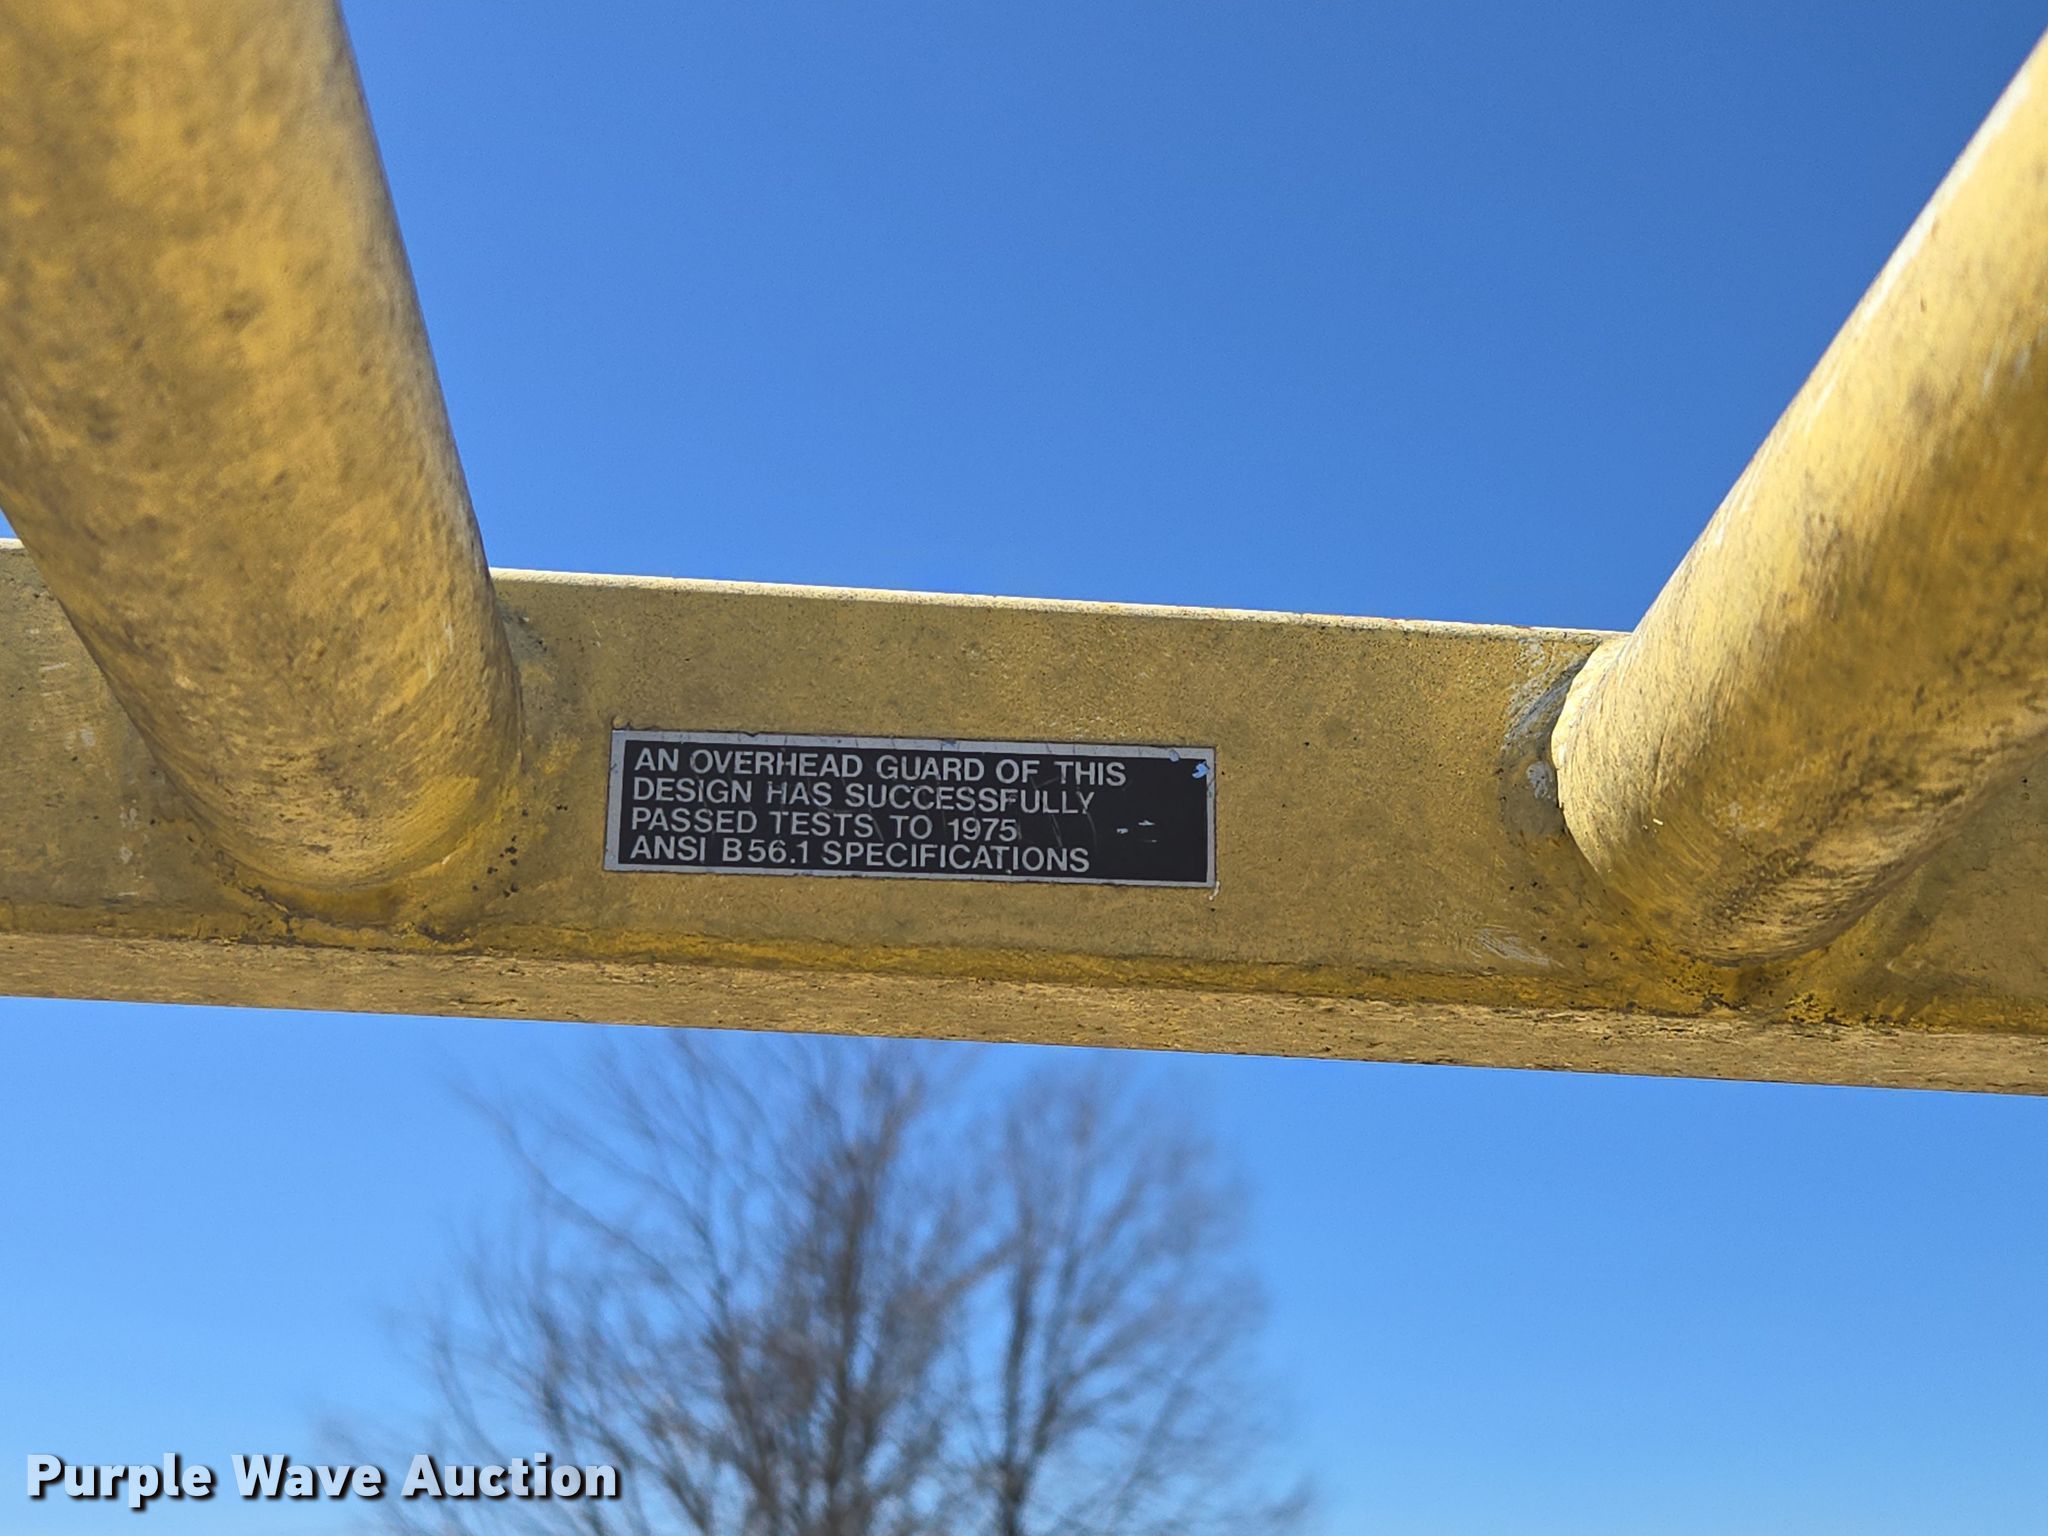 AN OVERHEAD GUARD OF THIS
DESIGN HAS SUCCESSFULLY
PASSED TESTS TO 1975
ANSI B56.1 SPECIFICATIONS
Purple Wave Auction